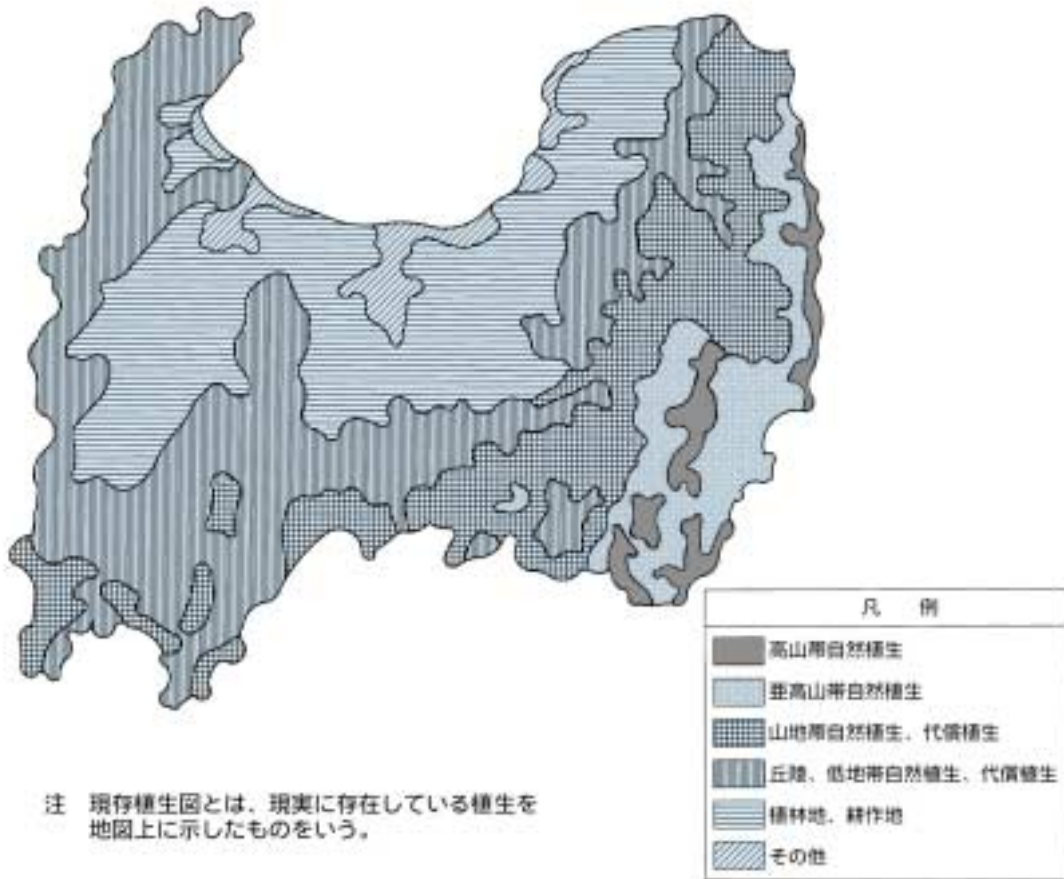 凡 例
高山帯自然植生
亜高山帯自然植生
山地帯自然植生、代償植生
丘陵、低地帯自然植生、代償植生
植林地、耕作地
その他
注 現存植生図とは、現実に存在している植生を
地図上に示したものをいう。